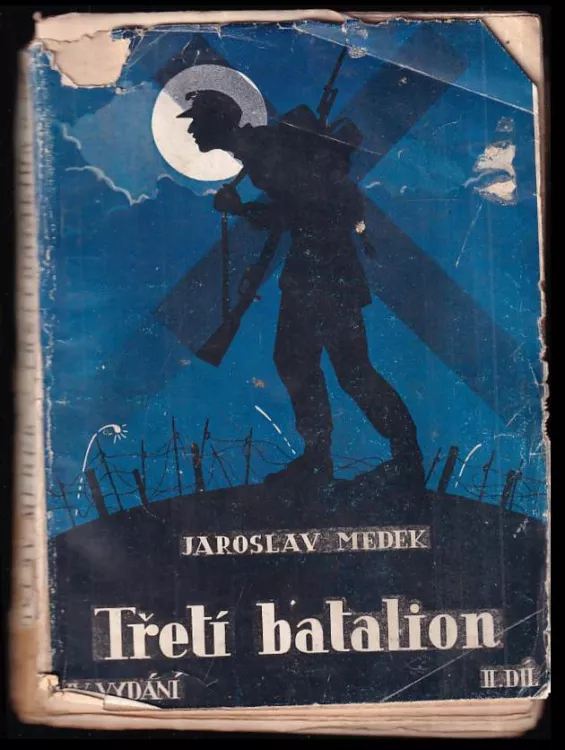 JAROSLAV MEDEK
Třetí batalion
VYDÁNÍ
II. DÍL